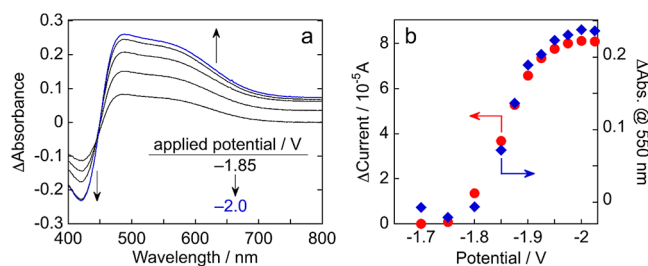 a
0.3
0.2
0.1
0
-0.1
-0.2
-0.3
ΔAbsorbance
applied potential / V
–1.85
–2.0
400 500 600 700 800
Wavelength / nm
b
8
6
4
2
0
ΔCurrent / 10-5A
0.2
0.1
0
ΔAbs. @ 550 nm
-1.7 -1.8 -1.9 -2
Potential / V